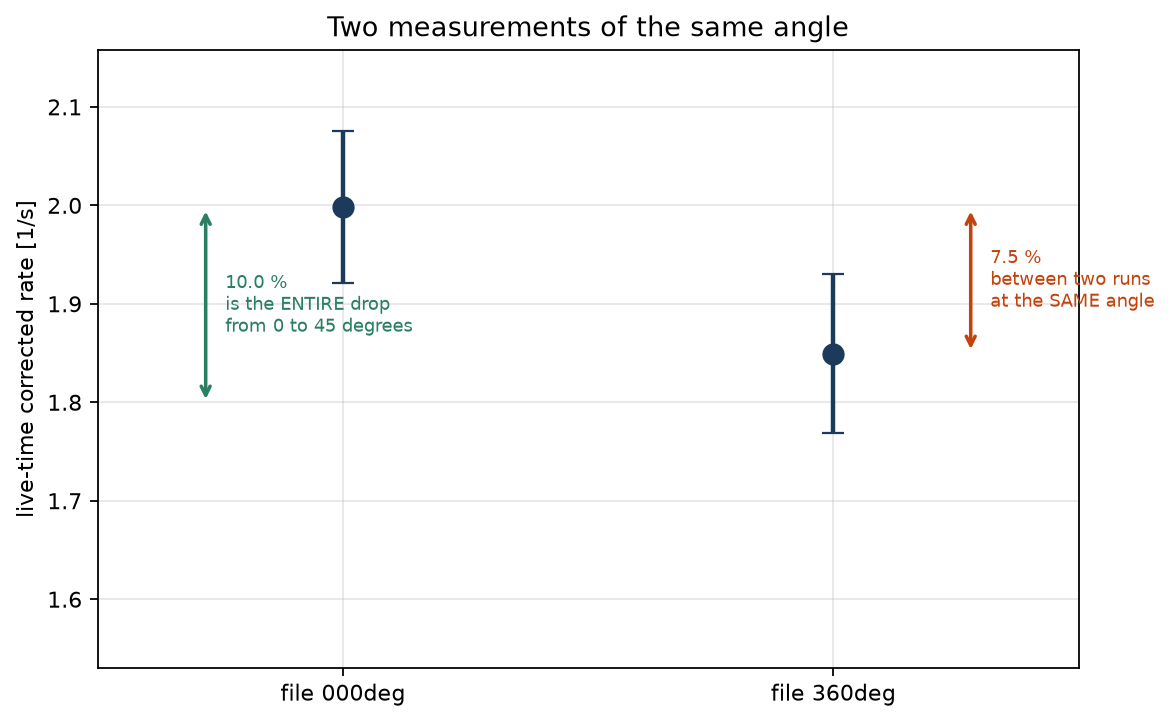 Two measurements of the same angle
live-time corrected rate [1/s]
2.1
2.0
1.9
1.8
1.7
1.6
10.0 %
is the ENTIRE drop
from 0 to 45 degrees
7.5 %
between two runs
at the SAME angle
file 000deg
file 360deg